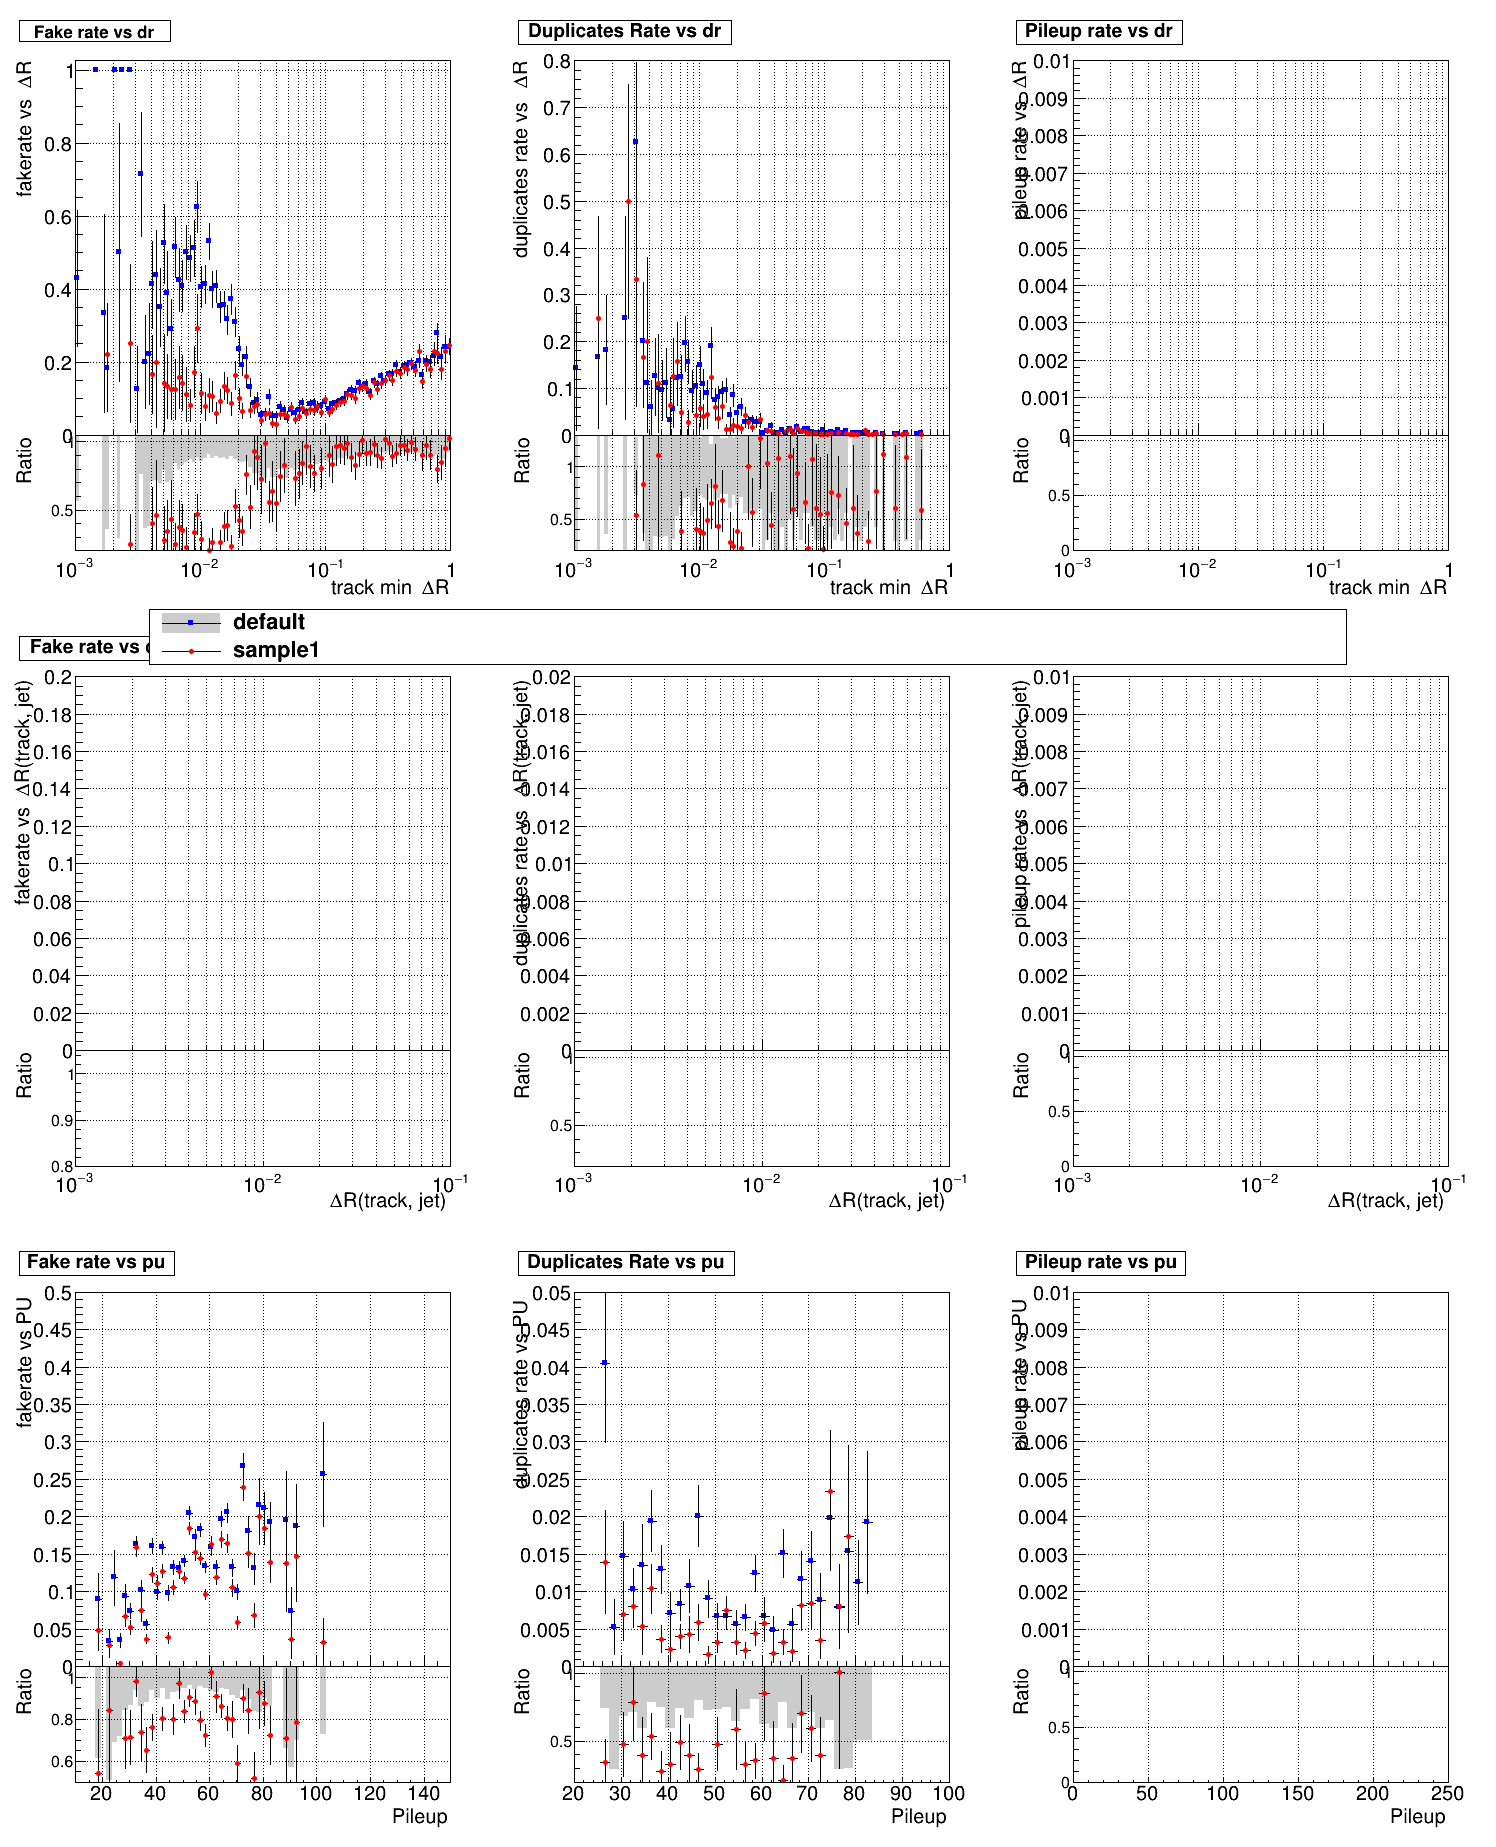 Fake rate vs dr
fakerate vs ΔR
1
0.8
0.6
0.4
0.2
0
Ratio
0.5
10⁻³ 10⁻² 10⁻¹ 1
track min ΔR
Duplicates Rate vs dr
duplicates rate vs ΔR
0.8
0.7
0.6
0.5
0.4
0.3
0.2
0.1
0
Ratio
1
0.5
10⁻³ 10⁻² 10⁻¹ 1
track min ΔR
Pileup rate vs dr
pileup rate vs ΔR
0.01
0.009
0.008
0.007
0.006
0.005
0.004
0.003
0.002
0.001
0
Ratio
0.5
0
10⁻³ 10⁻² 10⁻¹ 1
track min ΔR
default
sample1
Fake rate vs
fakerate vs ΔR(track, jet)
0.2
0.18
0.16
0.14
0.12
0.1
0.08
0.06
0.04
0.02
0
Ratio
1
0.9
0.8
10⁻³ 10⁻² 10⁻¹
ΔR(track, jet)
duplicates rate vs ΔR(track, jet)
0.02
0.018
0.016
0.014
0.012
0.01
0.008
0.006
0.004
0.002
0
Ratio
0.5
10⁻³ 10⁻² 10⁻¹
ΔR(track, jet)
pileup rate vs ΔR(track, jet)
0.01
0.009
0.008
0.007
0.006
0.005
0.004
0.003
0.002
0.001
0
Ratio
0.5
0
10⁻³ 10⁻² 10⁻¹
ΔR(track, jet)
Fake rate vs pu
fakerate vs PU
0.5
0.45
0.4
0.35
0.3
0.25
0.2
0.15
0.1
0.05
0
Ratio
1
0.8
0.6
20 40 60 80 100 120 140
Pileup
Duplicates Rate vs pu
duplicates rate vs PU
0.05
0.045
0.04
0.035
0.03
0.025
0.02
0.015
0.01
0.005
0
Ratio
1
0.5
20 30 40 50 60 70 80 90 100
Pileup
Pileup rate vs pu
pileup rate vs PU
0.01
0.009
0.008
0.007
0.006
0.005
0.004
0.003
0.002
0.001
0
Ratio
0.5
0
0 50 100 150 200 250
Pileup